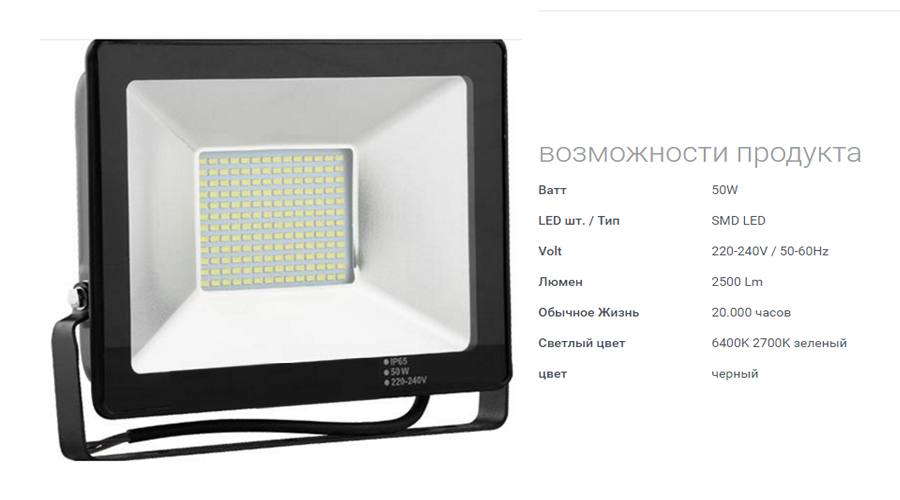 возможности продукта
Ватт 50W
LED шт. / Тип SMD LED
Volt 220-240V / 50-60Hz
Люмен 2500 Lm
Обычное Жизнь 20.000 часов
Светлый цвет 6400K 2700K зеленый
цвет черный
IP65
50 W
220-240V